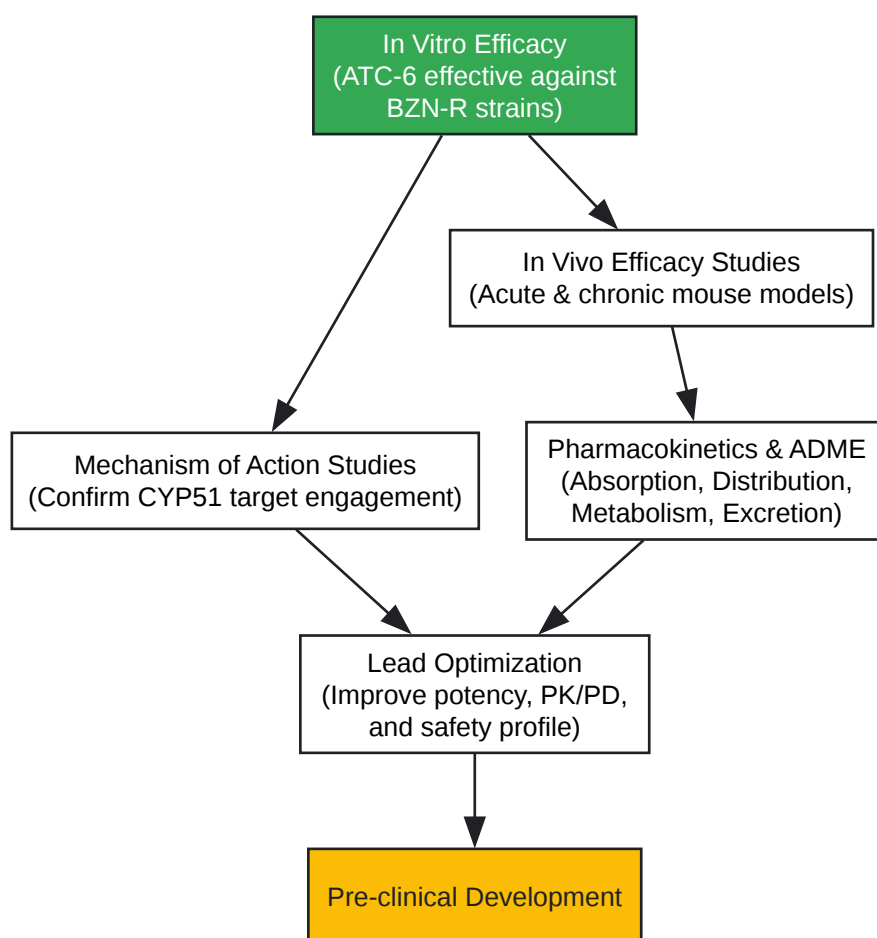 In Vitro Efficacy
(ATC-6 effective against
BZN-R strains)
In Vivo Efficacy Studies
(Acute & chronic mouse models)
Mechanism of Action Studies
(Confirm CYP51 target engagement)
Pharmacokinetics & ADME
(Absorption, Distribution,
Metabolism, Excretion)
Lead Optimization
(Improve potency, PK/PD,
and safety profile)
Pre-clinical Development